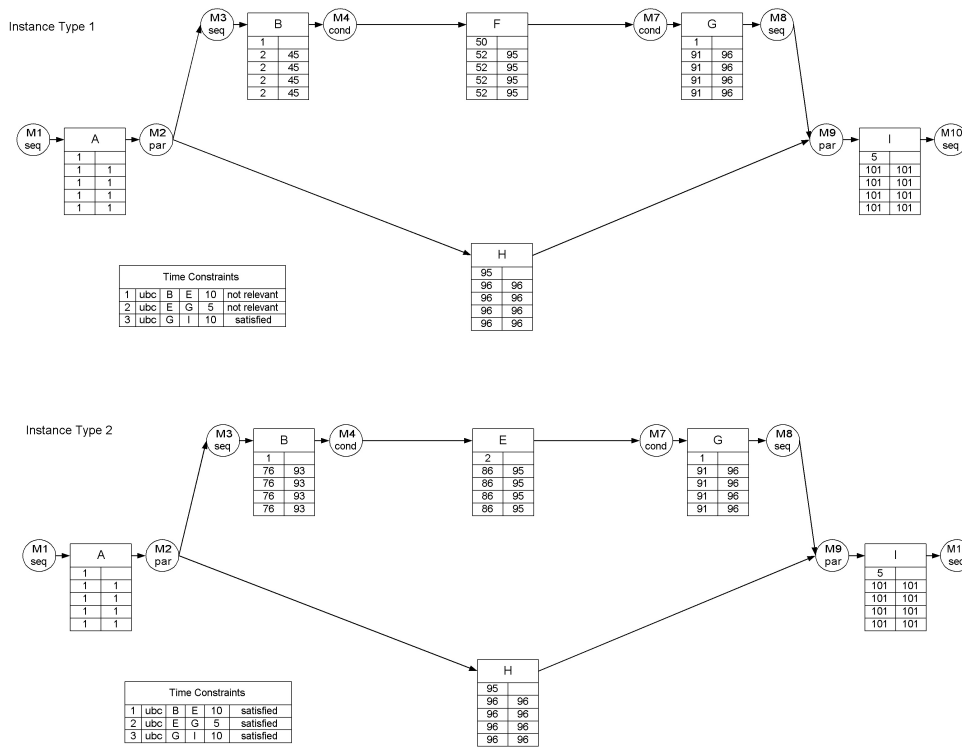 Instance Type 1
M3 seq
B
1
2 45
2 45
2 45
2 45
M4 cond
F
50
52 95
52 95
52 95
52 95
M7 cond
G
1
91 96
91 96
91 96
91 96
M8 seq
M1 seq
A
1
1 1
1 1
1 1
1 1
M2 par
M9 par
I
5
101 101
101 101
101 101
101 101
M10 seq
H
95
96 96
96 96
96 96
96 96
Time Constraints
1 ubc B E 10 not relevant
2 ubc E G 5 not relevant
3 ubc G I 10 satisfied
Instance Type 2
M3 seq
B
1
76 93
76 93
76 93
76 93
M4 cond
E
2
86 95
86 95
86 95
86 95
M7 cond
G
1
91 96
91 96
91 96
91 96
M8 seq
M1 seq
A
1
1 1
1 1
1 1
1 1
M2 par
M9 par
I
5
101 101
101 101
101 101
101 101
H
95
96 96
96 96
96 96
96 96
Time Constraints
1 ubc B E 10 satisfied
2 ubc E G 5 satisfied
3 ubc G I 10 satisfied